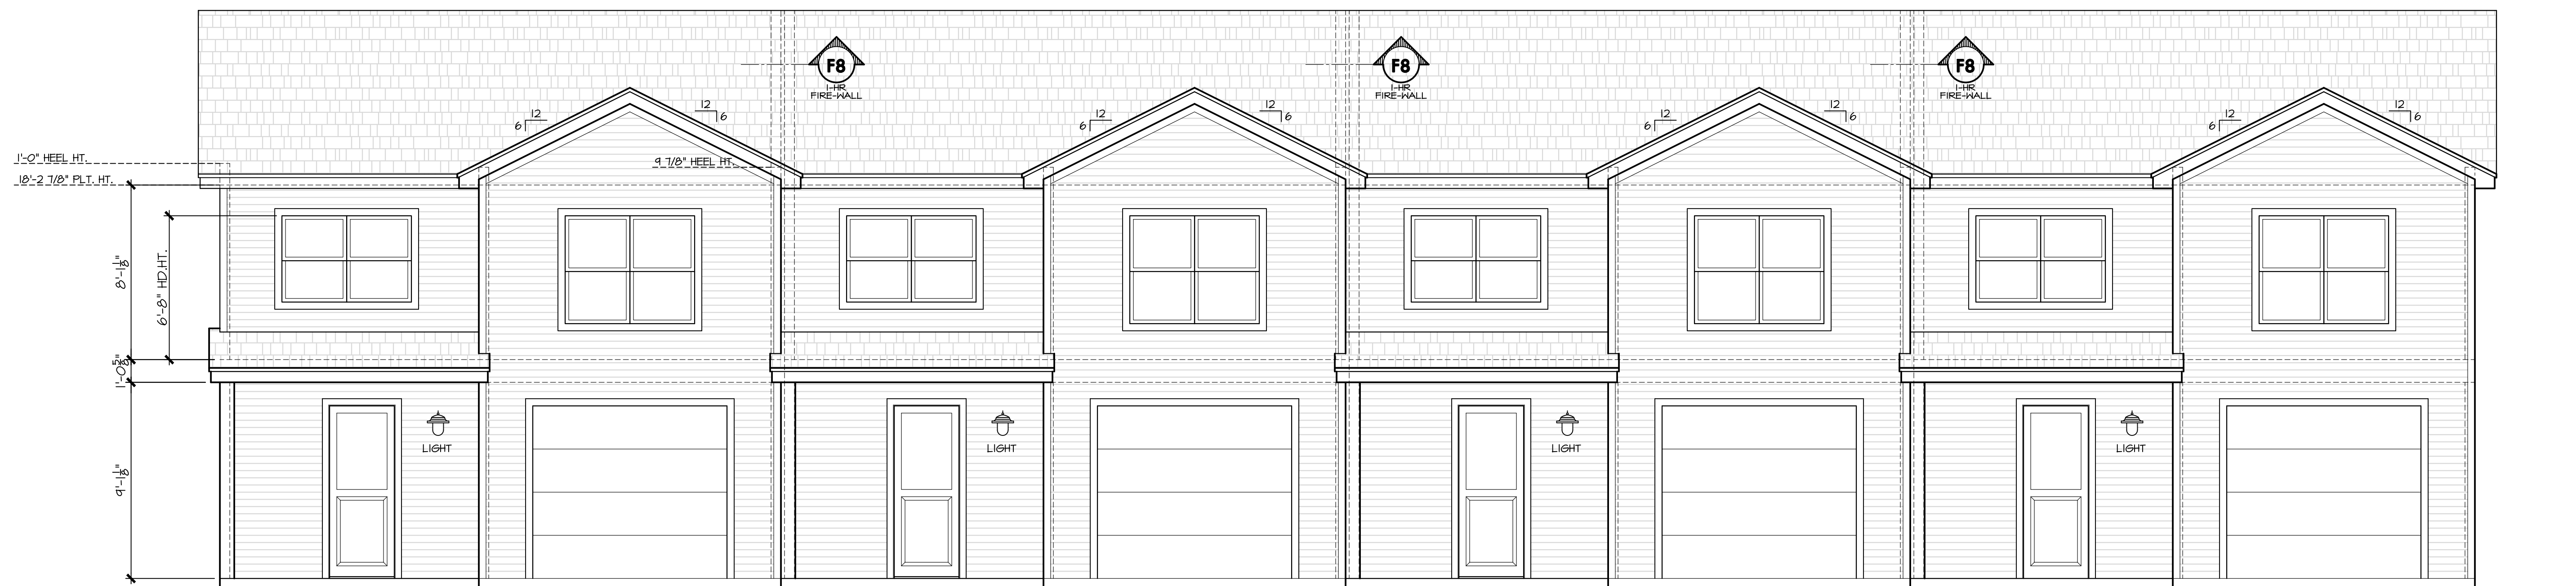 F8
1-HR
FIRE-WALL
F8
1-HR
FIRE-WALL
F8
1-HR
FIRE-WALL
12
6
12
6
12
6
12
6
12
6
12
6
12
6
12
6
1'-0" HEEL HT.
9 7/8" HEEL HT.
18'-2 7/8" PLT. HT.
8'-1 1/8"
6'-8" HD.HT.
1'-0 5/8"
9'-1 1/8"
LIGHT
LIGHT
LIGHT
LIGHT